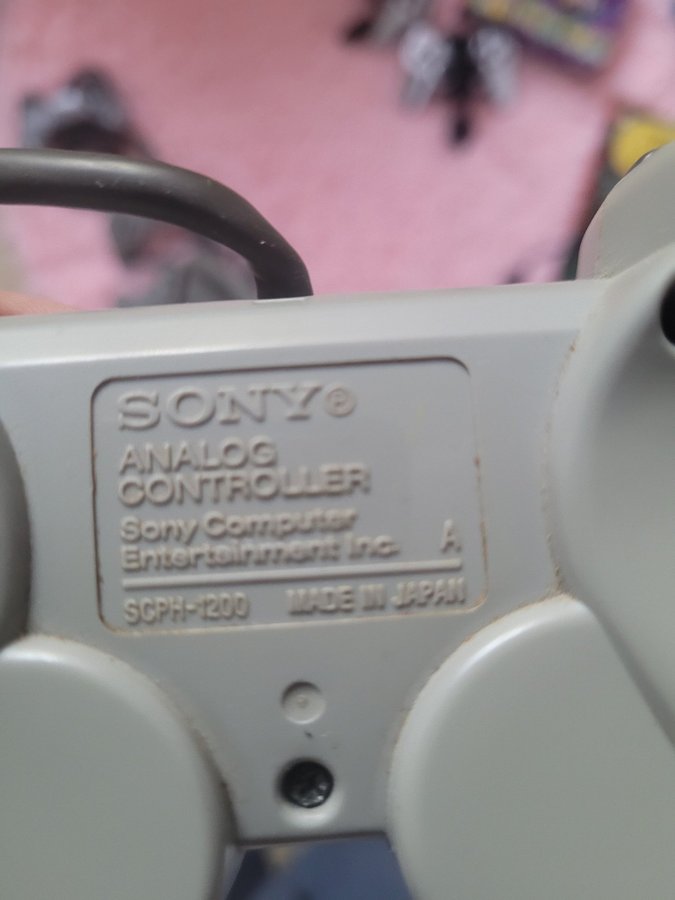 SONY®
ANALOG
CONTROLLER
Sony Computer
Entertainment Inc. A
SCPH-1200 MADE IN JAPAN